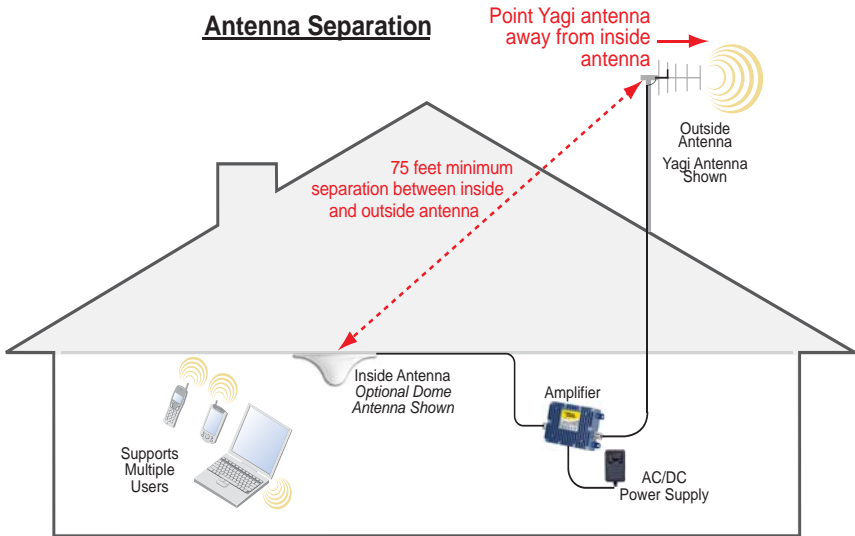 Antenna Separation
Point Yagi antenna
away from inside
antenna
Outside
Antenna
Yagi Antenna
Shown
75 feet minimum
separation between inside
and outside antenna
Inside Antenna
Optional Dome
Antenna Shown
Amplifier
Supports
Multiple
Users
AC/DC
Power Supply